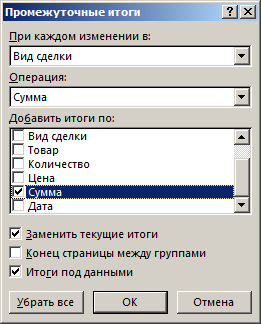 Промежуточные итоги
При каждом изменении в:
Вид сделки
Операция:
Сумма
Добавить итоги по:
Вид сделки
Товар
Количество
Цена
Сумма
Дата
Заменить текущие итоги
Конец страницы между группами
Итоги под данными
Убрать все
ОК
Отмена